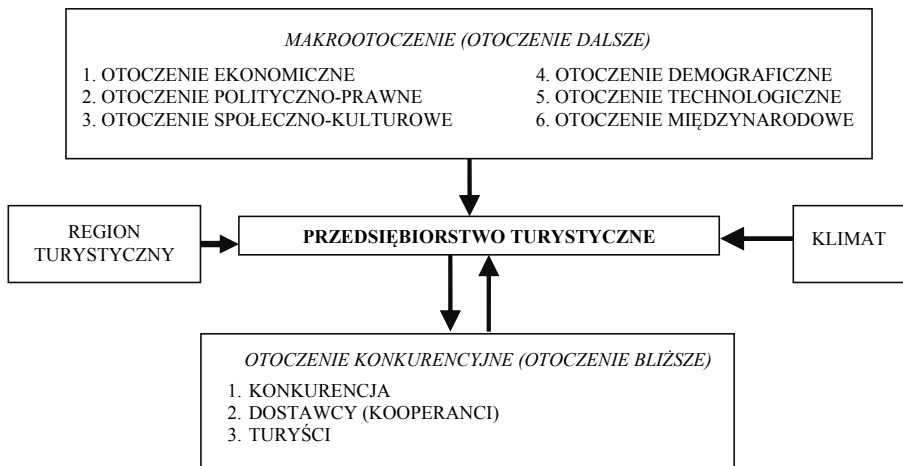 MAKROOTOCZENIE (OTOCZENIE DALSZE)
1. OTOCZENIE EKONOMICZNE
2. OTOCZENIE POLITYCZNO-PRAWNE
3. OTOCZENIE SPOŁECZNO-KULTUROWE
4. OTOCZENIE DEMOGRAFICZNE
5. OTOCZENIE TECHNOLOGICZNE
6. OTOCZENIE MIĘDZYNARODOWE
REGION
TURYSTYCZNY
PRZEDSIĘBIORSTWO TURYSTYCZNE
KLIMAT
OTOCZENIE KONKURENCYJNE (OTOCZENIE BLIŻSZE)
1. KONKURENCJA
2. DOSTAWCY (KOOPERANCI)
3. TURYŚCI